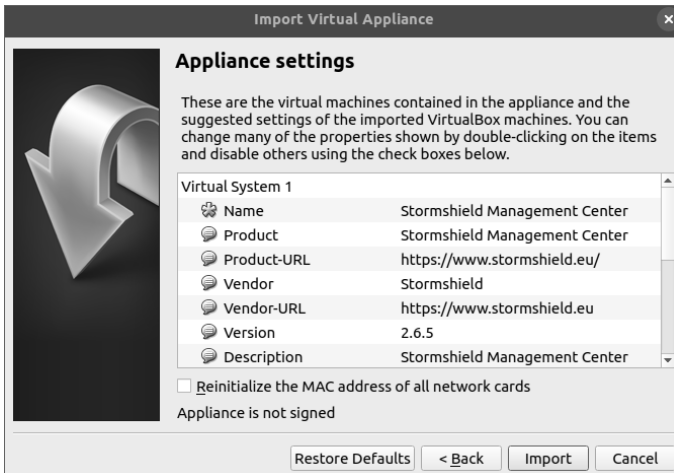 Import Virtual Appliance
Appliance settings
These are the virtual machines contained in the appliance and the
suggested settings of the imported VirtualBox machines. You can
change many of the properties shown by double-clicking on the items
and disable others using the check boxes below.
Virtual System 1
Name Stormshield Management Center
Product Stormshield Management Center
Product-URL https://www.stormshield.eu/
Vendor Stormshield
Vendor-URL https://www.stormshield.eu
Version 2.6.5
Description Stormshield Management Center
Reinitialize the MAC address of all network cards
Appliance is not signed
Restore Defaults < Back Import Cancel